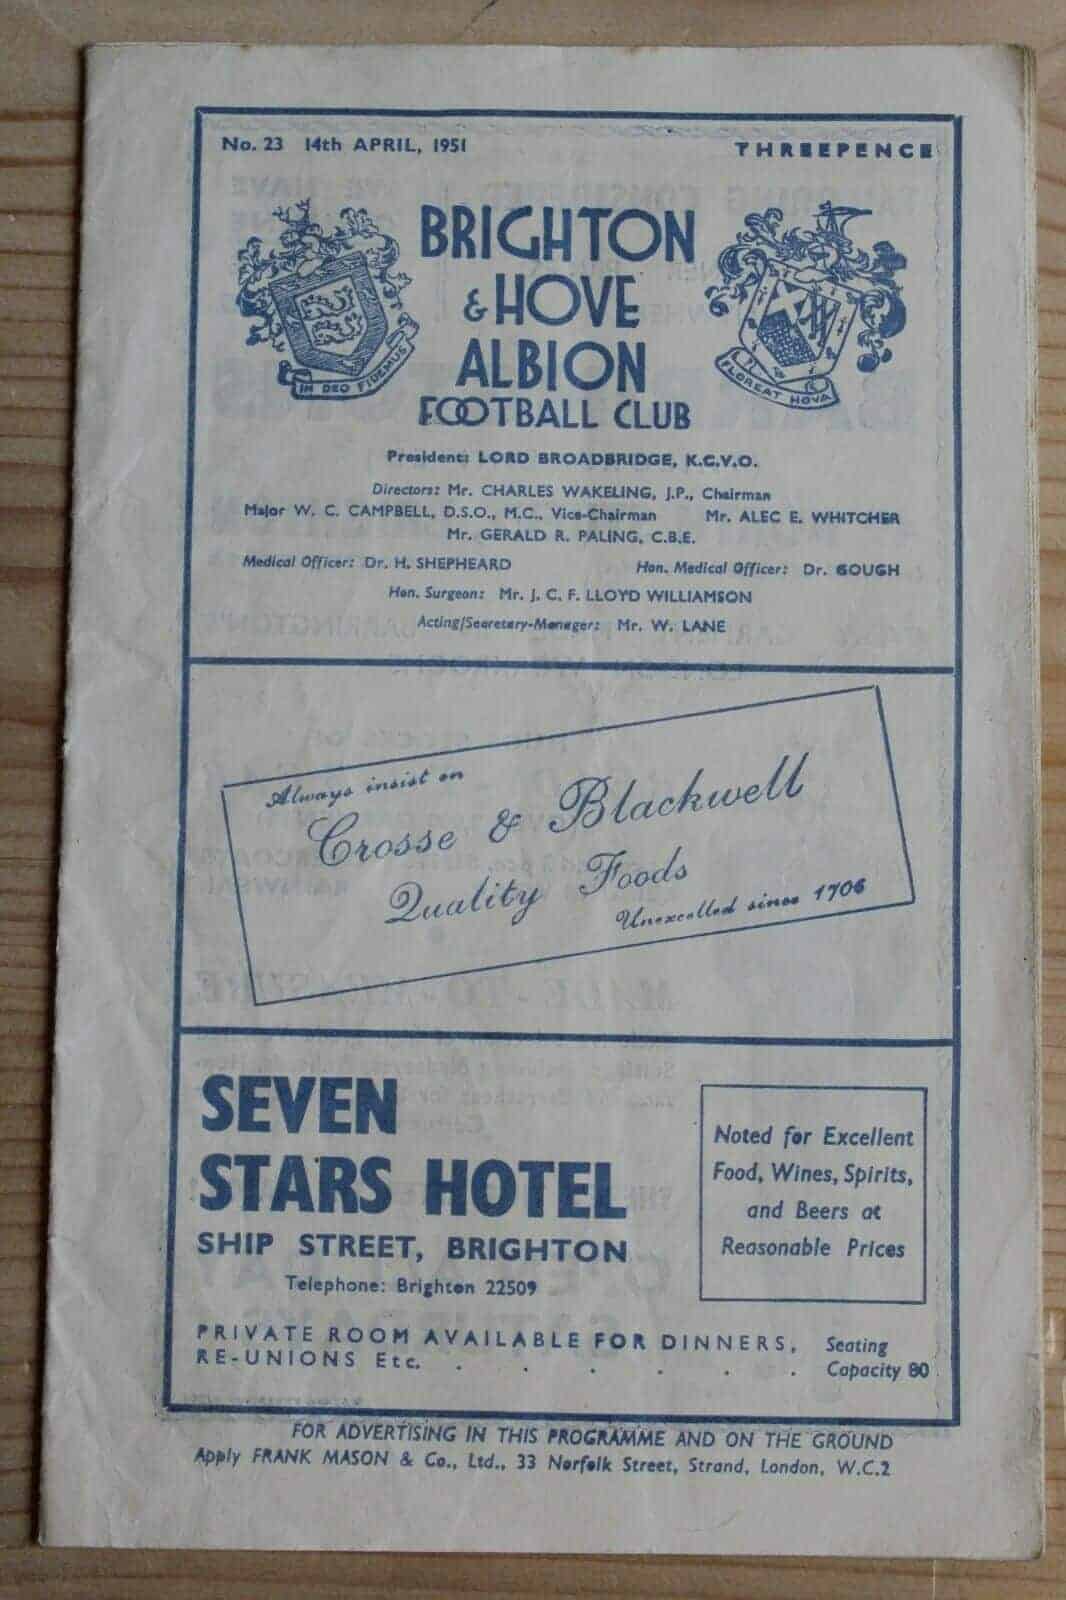 No. 23 14th APRIL, 1951 THREEPENCE
BRIGHTON
& HOVE
ALBION
FOOTBALL CLUB
IN DEO FIDEMUS
FLOREAT HOVA
President: LORD BROADBRIDGE, K.C.V.O.
Directors: Mr. CHARLES WAKELING, J.P., Chairman
Major W. C. CAMPBELL, D.S.O., M.C., Vice-Chairman Mr. ALEC E. WHITCHER
Mr. GERALD R. PALING, C.B.E.
Medical Officer: Dr. H. SHEPHEARD Hon. Medical Officer: Dr. GOUGH
Hon. Surgeon: Mr. J. C. F. LLOYD WILLIAMSON
Acting/Secretary-Manager: Mr. W. LANE
Always insist on
Crosse & Blackwell
Quality Foods
Unexcelled since 1706
SEVEN
STARS HOTEL
SHIP STREET, BRIGHTON
Telephone: Brighton 22509
Noted for Excellent
Food, Wines, Spirits,
and Beers at
Reasonable Prices
PRIVATE ROOM AVAILABLE FOR DINNERS,
RE-UNIONS Etc. . . . . . .
Seating
Capacity 80
FOR ADVERTISING IN THIS PROGRAMME AND ON THE GROUND
Apply FRANK MASON & Co., Ltd., 33 Norfolk Street, Strand, London, W.C.2